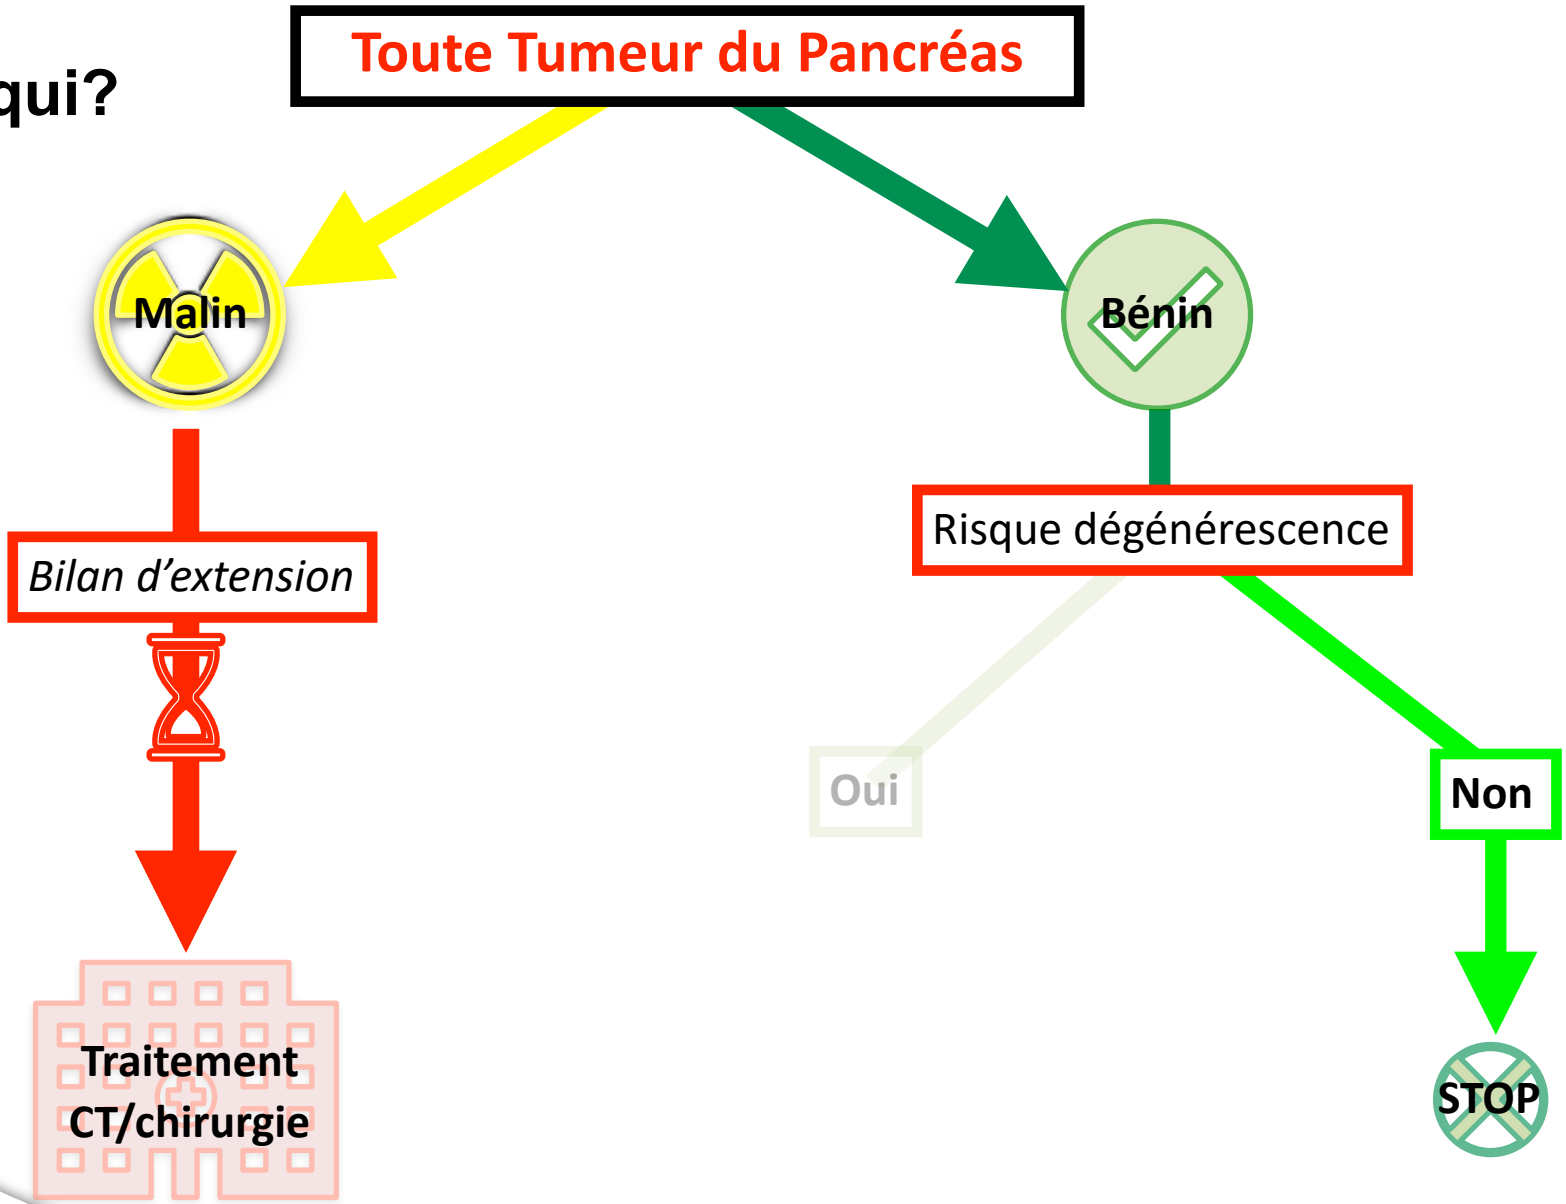 Toute Tumeur du Pancréas
qui?
Malin
Bénin
Risque dégénérescence
Bilan d’extension
Oui
Non
Traitement
CT/chirurgie
STOP